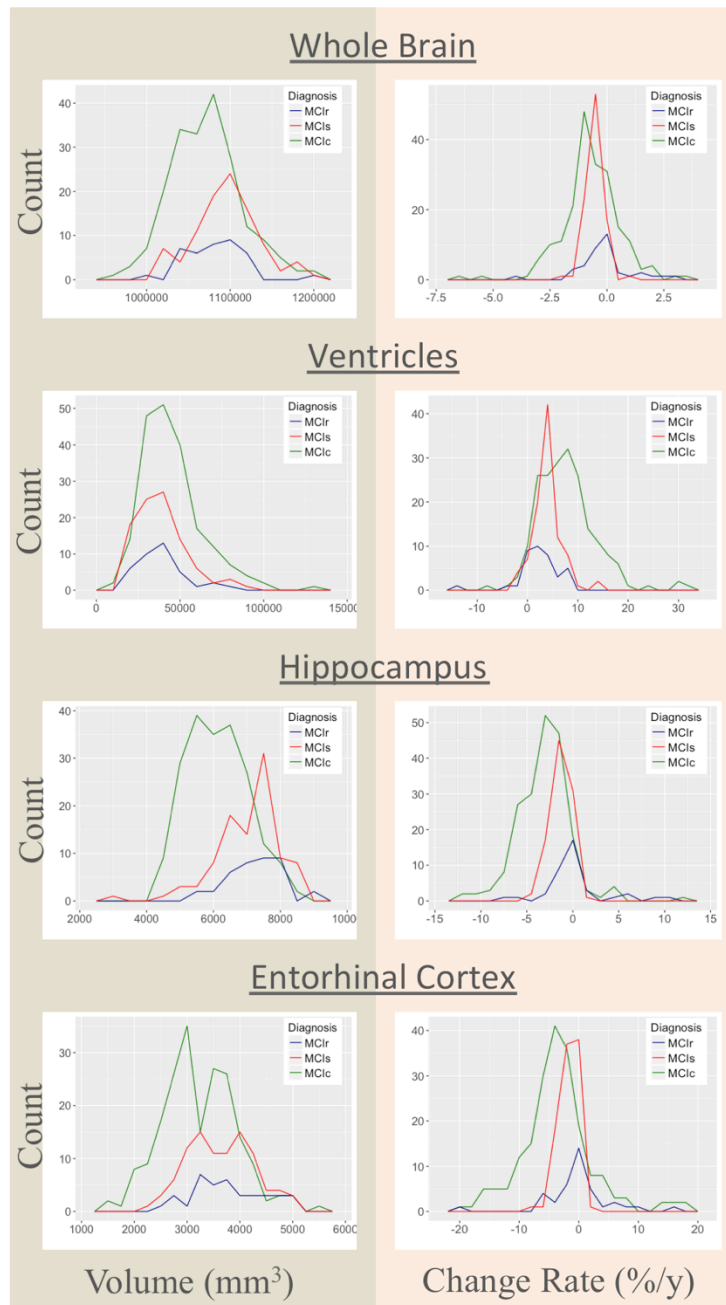 Whole Brain
Count
40
30
20
10
0
1000000 1100000 1200000
Diagnosis
MCIr
MCIs
MCIc
40
20
0
-7.5 -5.0 -2.5 0.0 2.5
Diagnosis
MCIr
MCIs
MCIc
Ventricles
Count
50
40
30
20
10
0
0 50000 100000 15000
Diagnosis
MCIr
MCIs
MCIc
40
30
20
10
0
-10 0 10 20 30
Diagnosis
MCIr
MCIs
MCIc
Hippocampus
Count
40
30
20
10
0
2000 4000 6000 8000 1000
Diagnosis
MCIr
MCIs
MCIc
50
40
30
20
10
0
-15 -10 -5 0 5 10 15
Diagnosis
MCIr
MCIs
MCIc
Entorhinal Cortex
Count
30
20
10
0
1000 2000 3000 4000 5000 6000
Diagnosis
MCIr
MCIs
MCIc
40
30
20
10
0
-20 -10 0 10 20
Diagnosis
MCIr
MCIs
MCIc
Volume (mm³)
Change Rate (%/y)